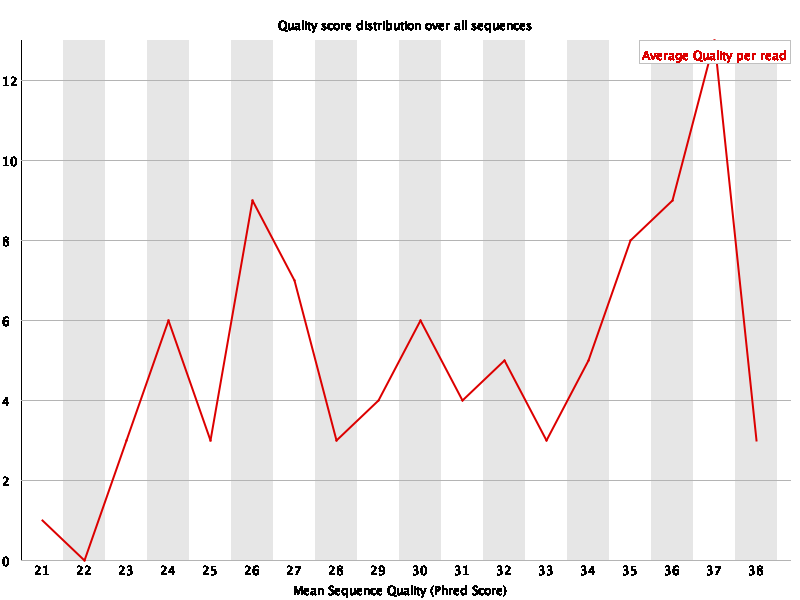 Quality score distribution over all sequences
Average Quality per read
12
10
8
6
4
2
0
21 22 23 24 25 26 27 28 29 30 31 32 33 34 35 36 37 38
Mean Sequence Quality (Phred Score)